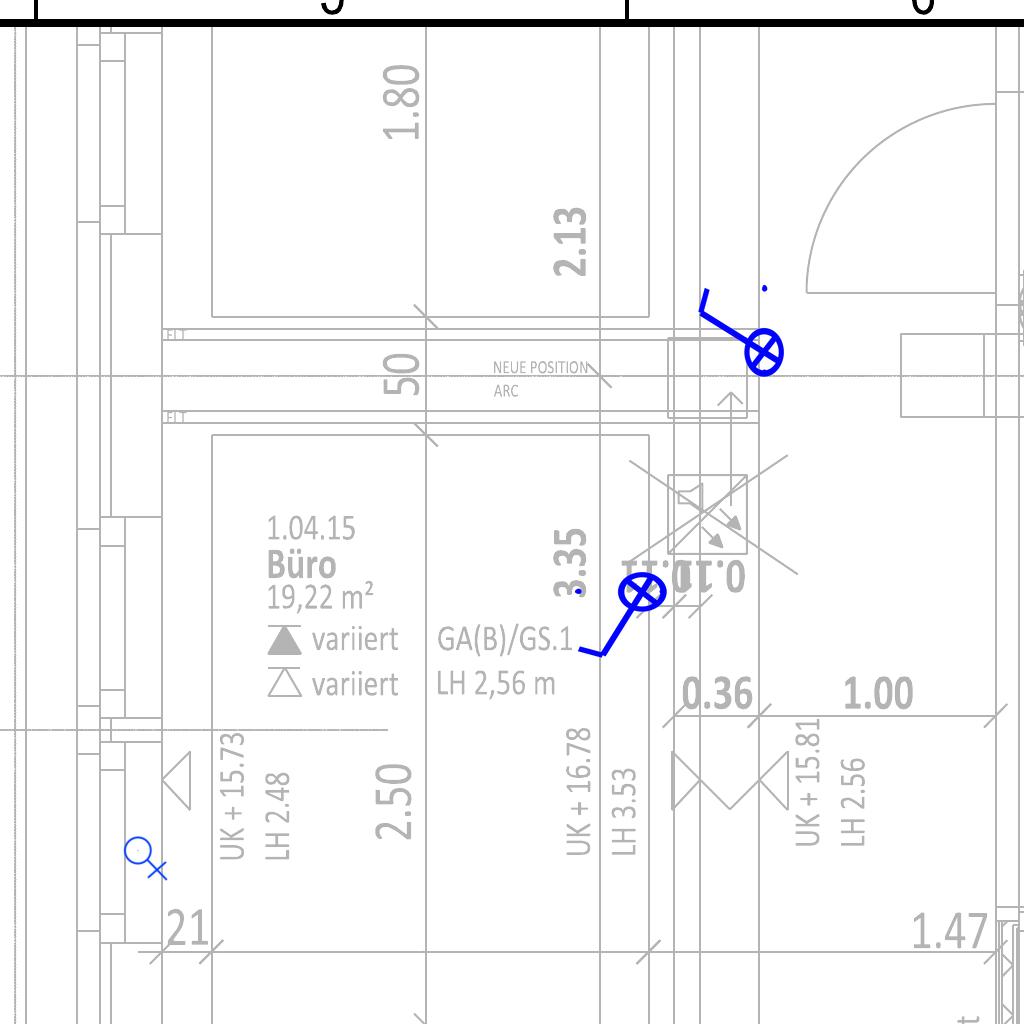 1.80
2.13
FLT
50
NEUE POSITION
ARC
FLT
1.04.15
Büro
19,22 m²
variiert
GA(B)/GS.1
variiert
LH 2,56 m
3.35
0.11
0.36
1.00
UK + 15.73
LH 2.48
2.50
UK + 16.78
LH 3.53
UK + 15.81
LH 2.56
21
1.47